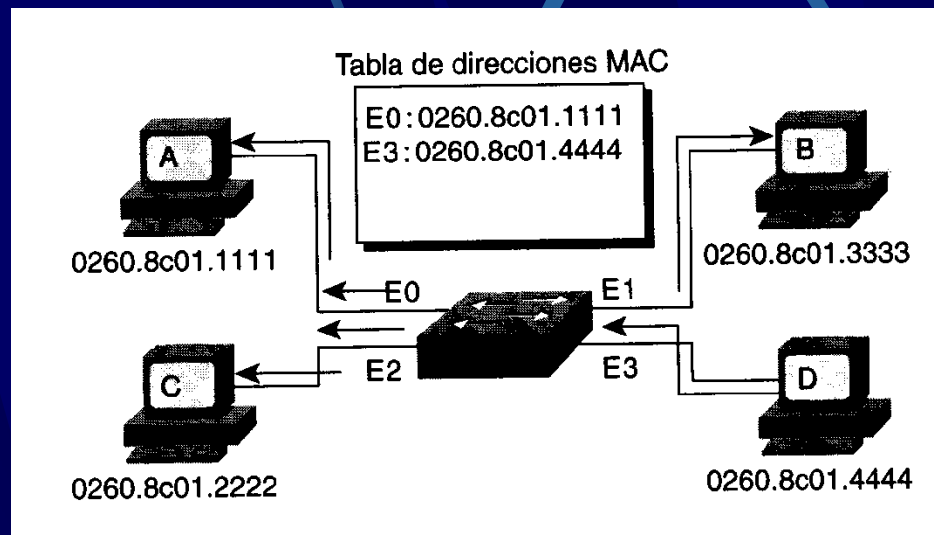 Tabla de direcciones MAC
E0:0260.8c01.1111
E3:0260.8c01.4444
A
B
0260.8c01.1111
0260.8c01.3333
E0
E1
E2
E3
C
D
0260.8c01.2222
0260.8c01.4444